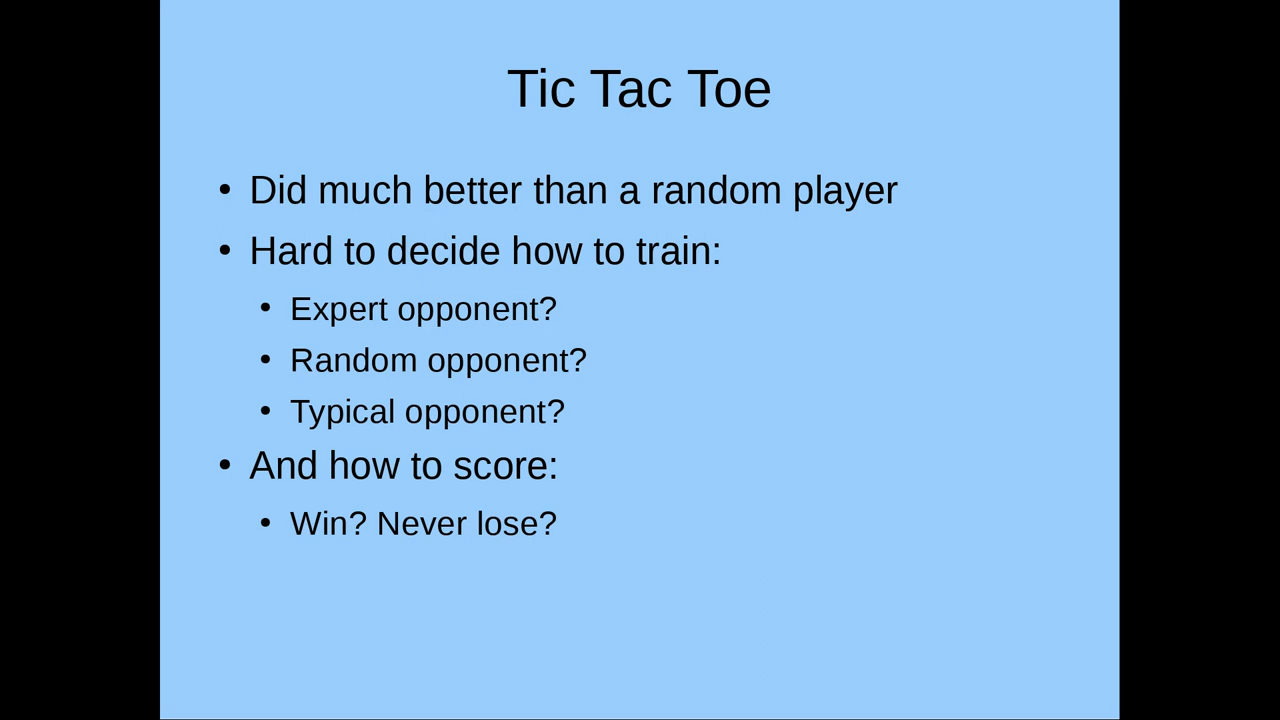 Tic Tac Toe
• Did much better than a random player
• Hard to decide how to train:
• Expert opponent?
• Random opponent?
• Typical opponent?
• And how to score:
• Win? Never lose?